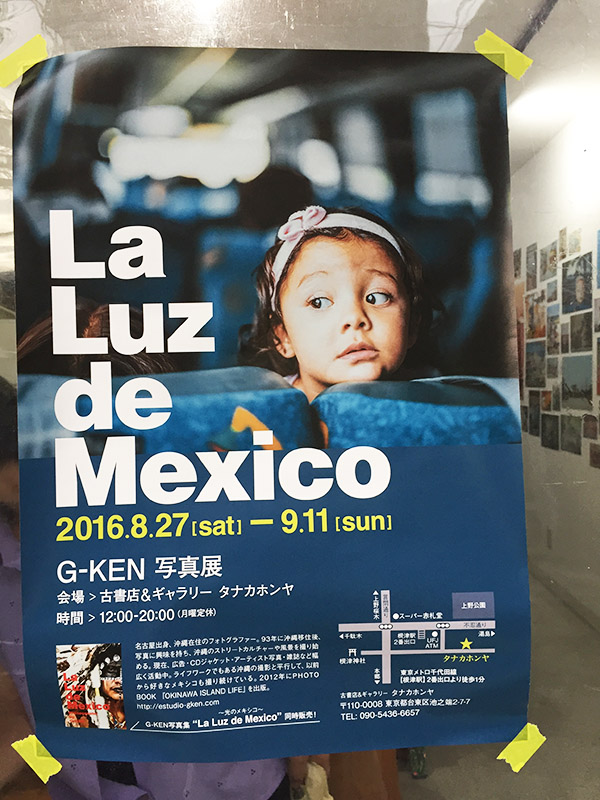 La
Luz
de
Mexico
2016.8.27[sat] — 9.11 [sun]
G-KEN 写真展
会場 > 古書店&ギャラリー タナカホンヤ
時間 > 12:00-20:00 (月曜定休)
名古屋出身、沖縄在住のフォトグラファー。93年に沖縄移住後、
写真に興味を持ち、沖縄のストリートカルチャーや風景を撮り始
める。現在、広告・CDジャケット・アーティスト写真・雑誌など幅
広く活動中。ライフワークでもある沖縄の撮影と平行して、以前
から好きなメキシコも撮り続けている。2012年にPHOTO
BOOK 「OKINAWA ISLAND LIFE」を出版。
http://estudio-gken.com
La
Luz
de
Mexico
〜光のメキシコ〜
G-KEN写真集 "La Luz de Mexico" 同時販売!
上野公園
スーパー赤札堂
不忍通り
千駄木
根津駅
2番出口
UFJ
ATM
湯島
タナカホンヤ
根津神社
東京メトロ千代田線
[根津駅] 2番出口より徒歩1分
古書店&ギャラリー タナカホンヤ
〒110-0008 東京都台東区池之端2-7-7
TEL: 090-5436-6657